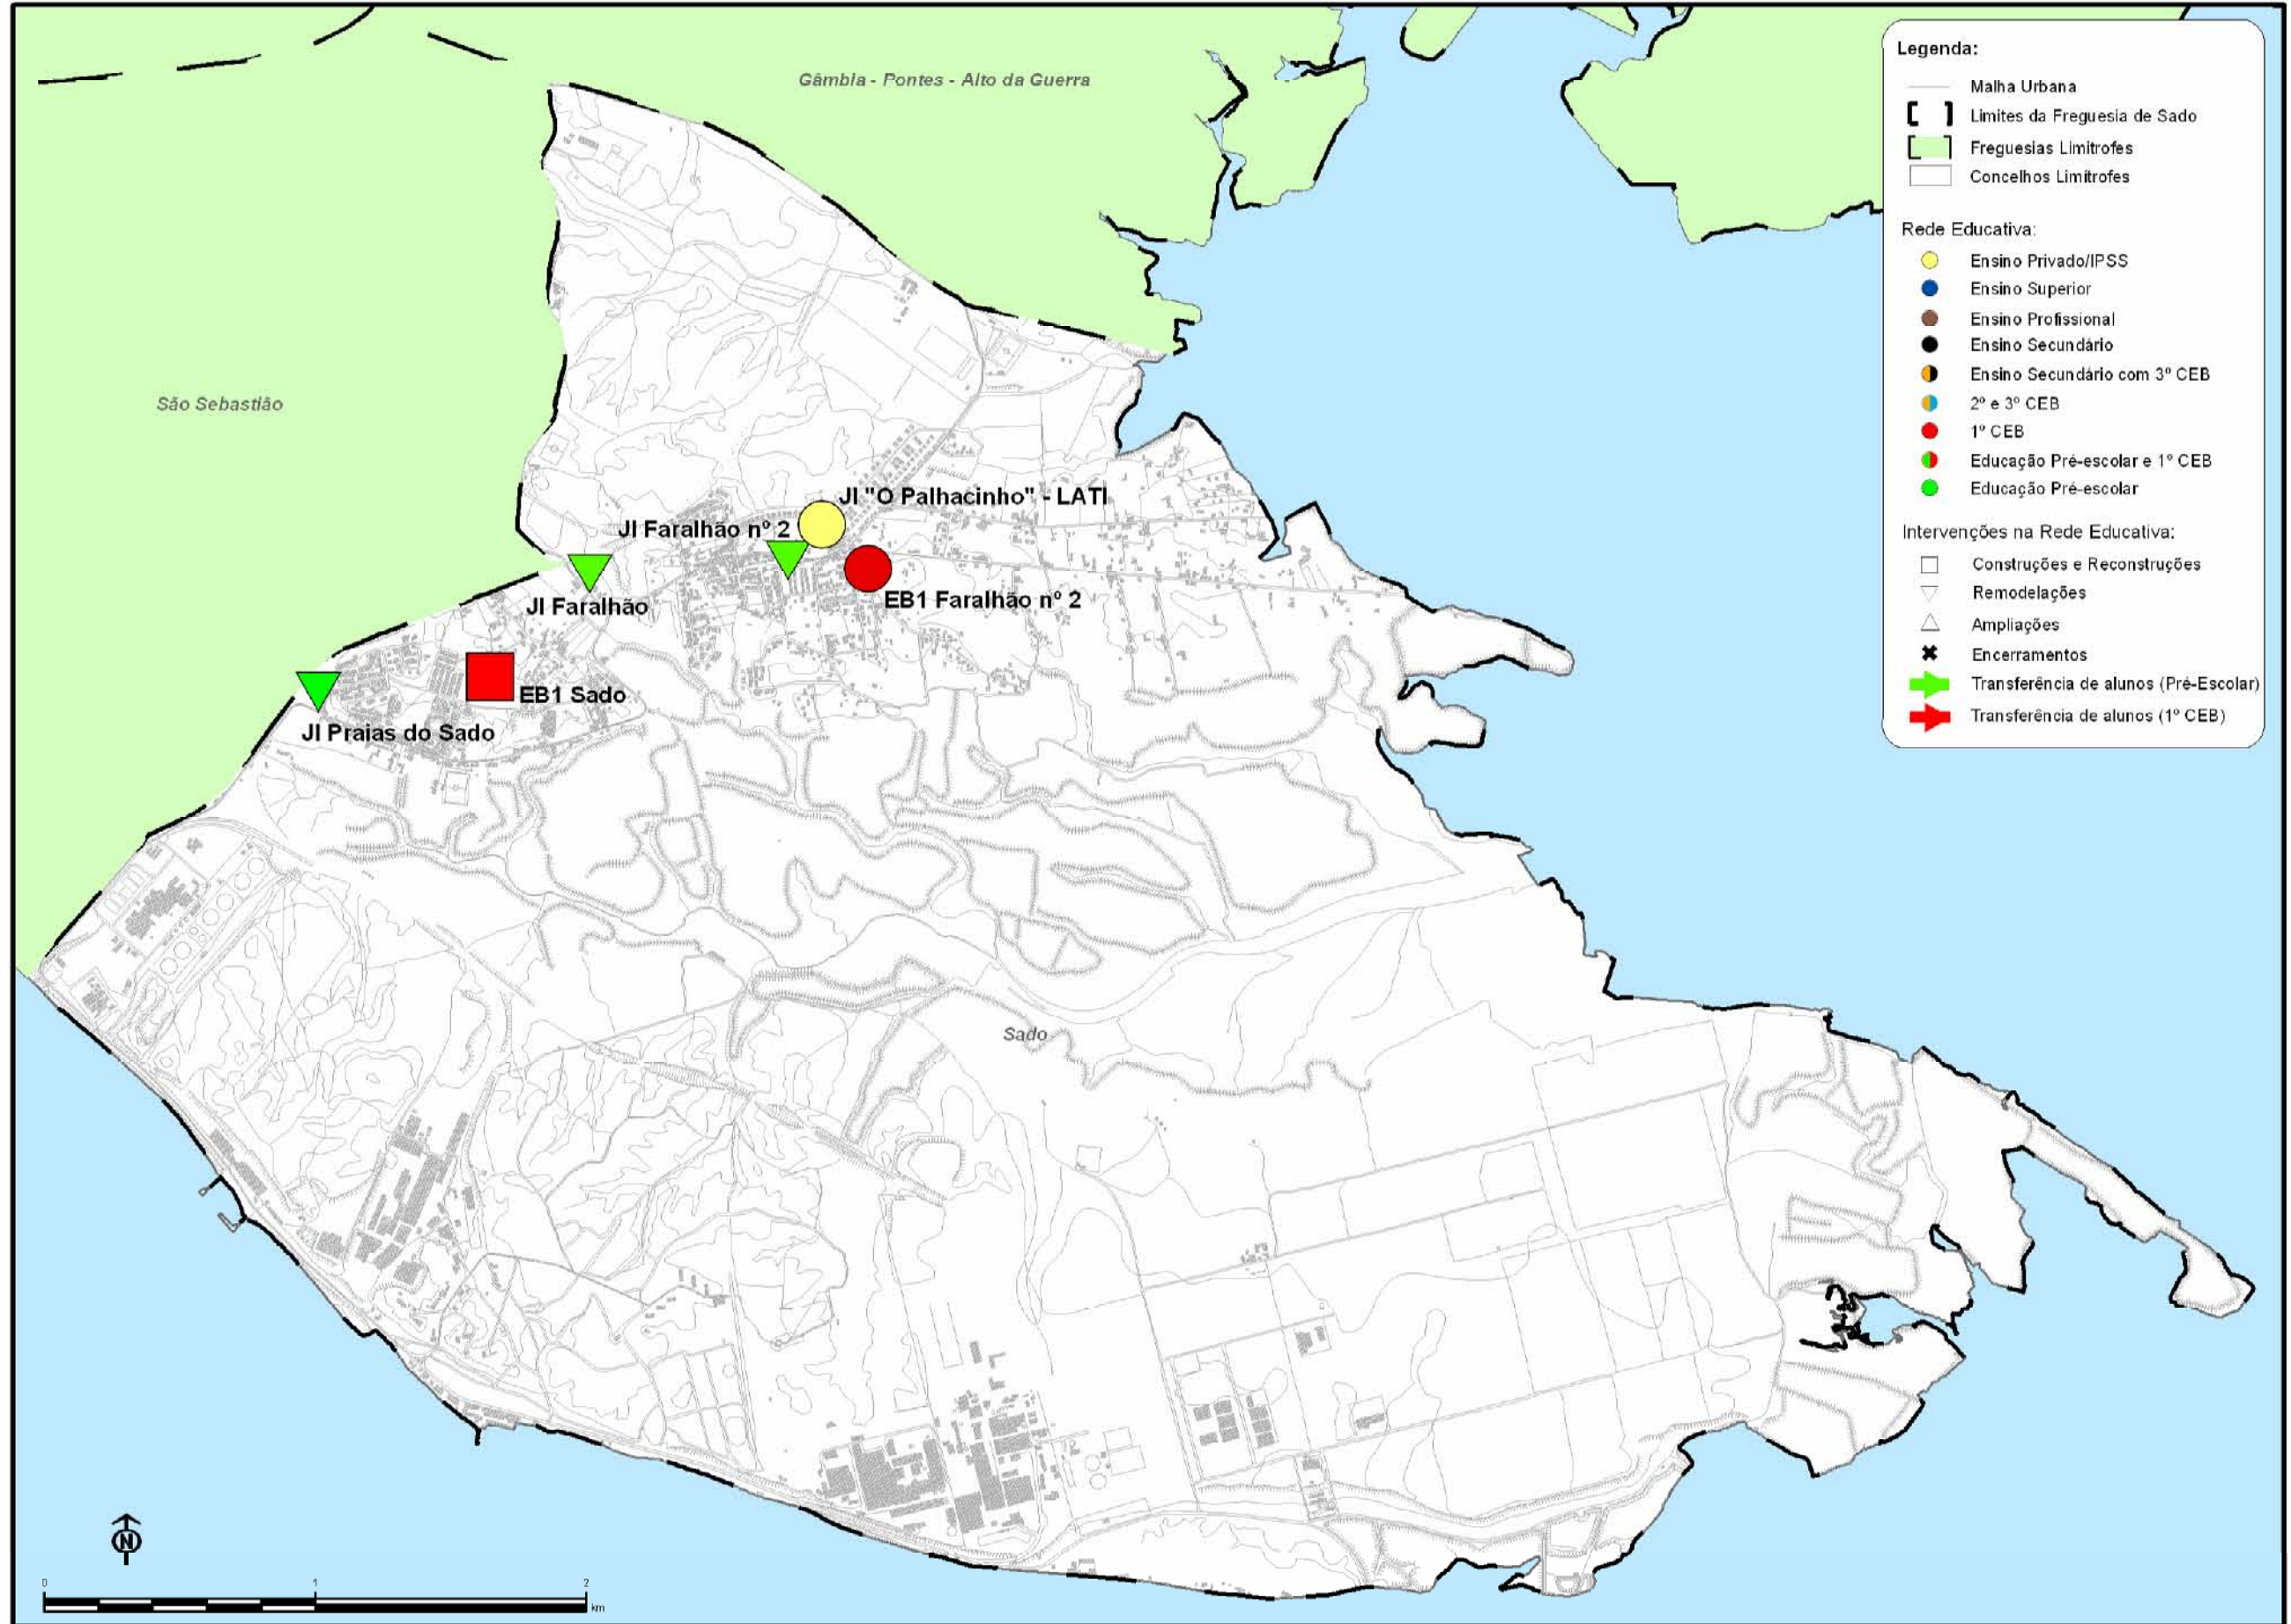 Gâmbia - Pontes - Alto da Guerra
São Sebastião
JI "O Palhacinho" - LATI
JI Faralhão nº 2
EB1 Faralhão nº 2
JI Faralhão
EB1 Sado
JI Praias do Sado
Sado
Legenda:
Malha Urbana
Limites da Freguesia de Sado
Freguesias Limítrofes
Concelhos Limítrofes
Rede Educativa:
Ensino Privado/IPSS
Ensino Superior
Ensino Profissional
Ensino Secundário
Ensino Secundário com 3º CEB
2º e 3º CEB
1º CEB
Educação Pré-escolar e 1º CEB
Educação Pré-escolar
Intervenções na Rede Educativa:
Construções e Reconstruções
Remodelações
Ampliações
Encerramentos
Transferência de alunos (Pré-Escolar)
Transferência de alunos (1º CEB)
N
0 1 2
km